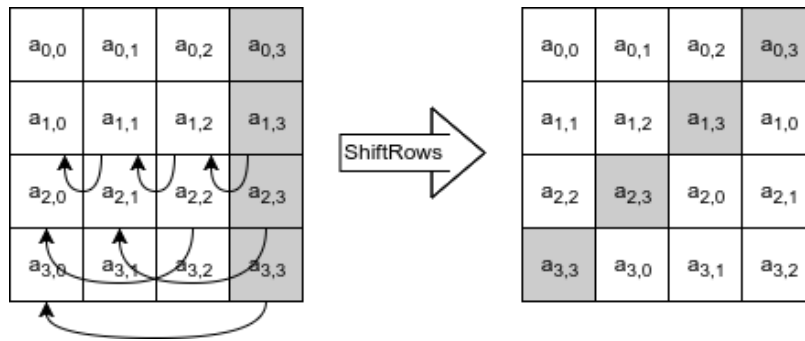 a0,0 a0,1 a0,2 a0,3 a0,0 a0,1 a0,2 a0,3
a1,0 a1,1 a1,2 a1,3 a1,1 a1,2 a1,3 a1,0
ShiftRows
a2,0 a2,1 a2,2 a2,3 a2,2 a2,3 a2,0 a2,1
a3,0 a3,1 a3,2 a3,3 a3,3 a3,0 a3,1 a3,2